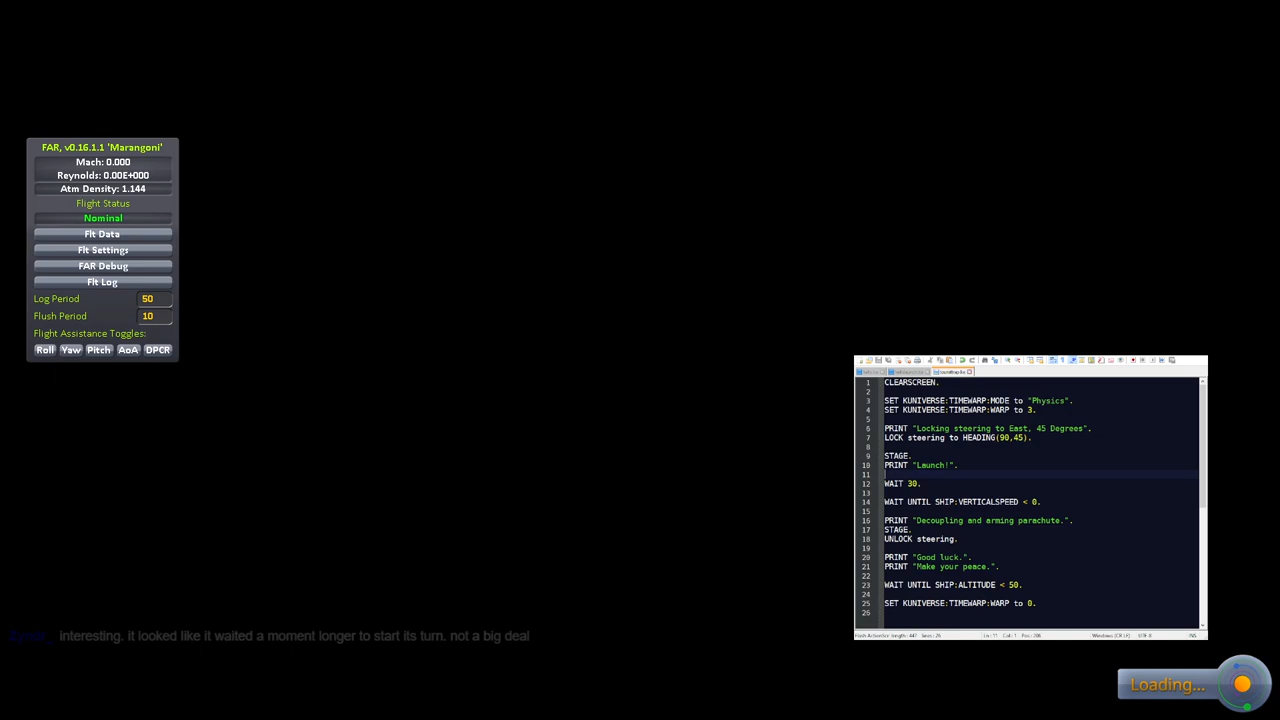 FAR, v0.16.1.1 'Marangoni'
Mach: 0.000
Reynolds: 0.00E+000
Atm Density: 1.144
Flight Status
Nominal
Flt Data
Flt Settings
FAR Debug
Flt Log
Log Period 50
Flush Period 10
Flight Assistance Toggles:
Roll Yaw Pitch AoA DPCR
1 CLEARSCREEN.
2
3 SET KUNIVERSE:TIMEWARP:MODE to "Physics".
4 SET KUNIVERSE:TIMEWARP:WARP to 3.
5
6 PRINT "Locking steering to East, 45 Degrees".
7 LOCK steering to HEADING(90,45).
8
9 STAGE.
10 PRINT "Launch!".
11
12 WAIT 30.
13
14 WAIT UNTIL SHIP:VERTICALSPEED < 0.
15
16 PRINT "Decoupling and arming parachute.".
17 STAGE.
18 UNLOCK steering.
19
20 PRINT "Good luck.".
21 PRINT "Make your peace.".
22
23 WAIT UNTIL SHIP:ALTITUDE < 50.
24
25 SET KUNIVERSE:TIMEWARP:WARP to 0.
26
interesting. it looked like it waited a moment longer to start its turn. not a big deal
Loading...